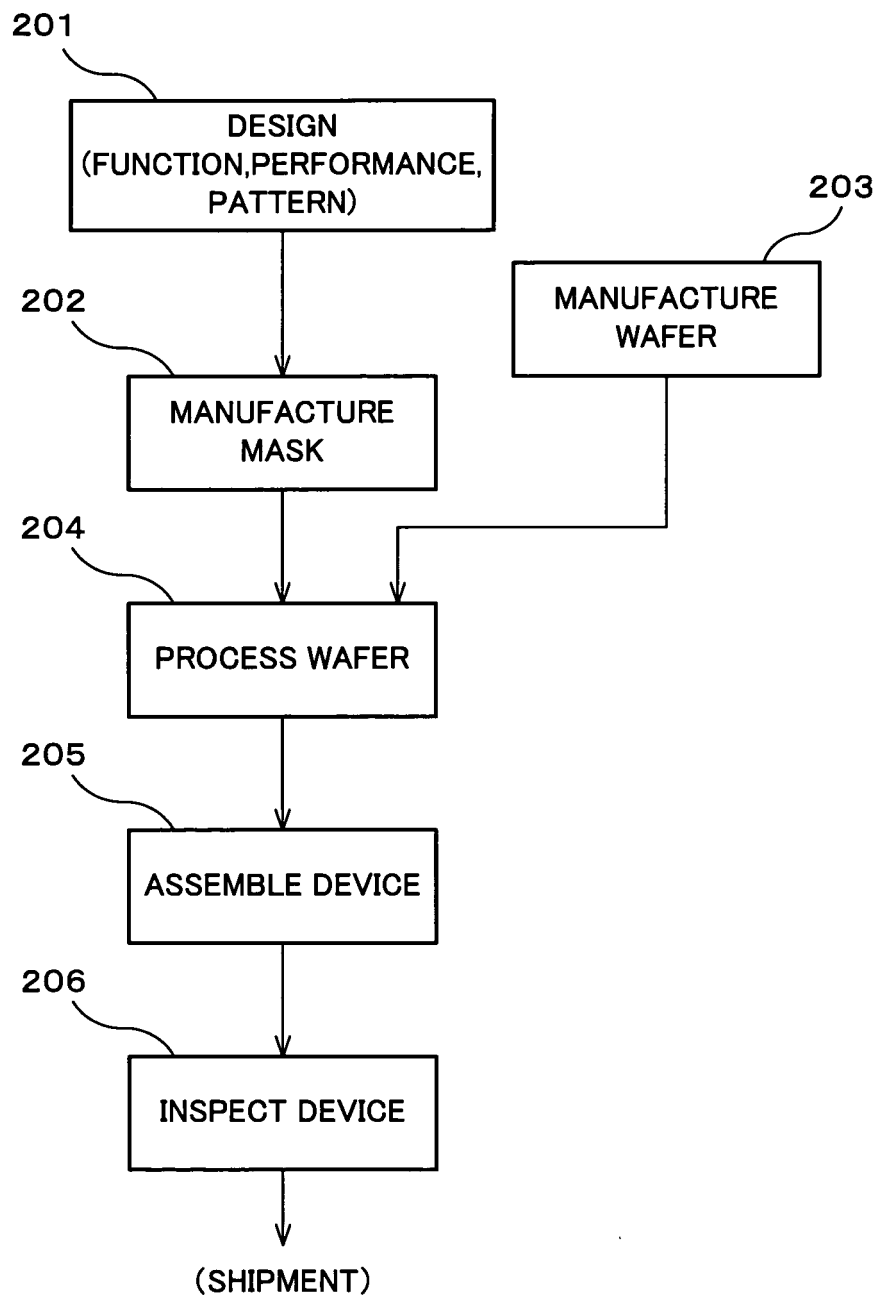 201
DESIGN
(FUNCTION,PERFORMANCE,
PATTERN)
203
MANUFACTURE
WAFER
202
MANUFACTURE
MASK
204
PROCESS WAFER
205
ASSEMBLE DEVICE
206
INSPECT DEVICE
(SHIPMENT)